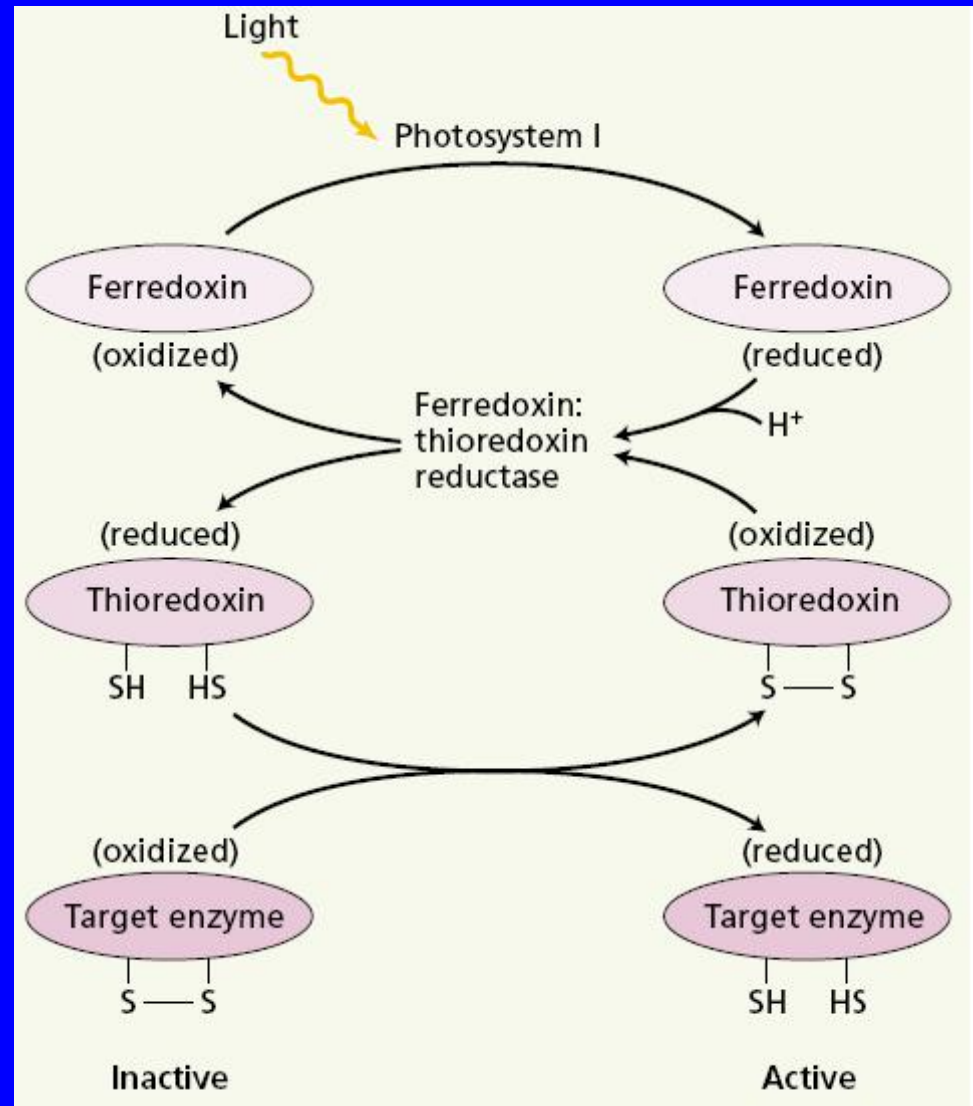 Light
Photosystem I
Ferredoxin
Ferredoxin
(oxidized)
(reduced)
Ferredoxin:
thioredoxin
reductase
H⁺
(reduced)
(oxidized)
Thioredoxin
Thioredoxin
SH HS
S — S
(oxidized)
(reduced)
Target enzyme
Target enzyme
S — S
SH HS
Inactive
Active